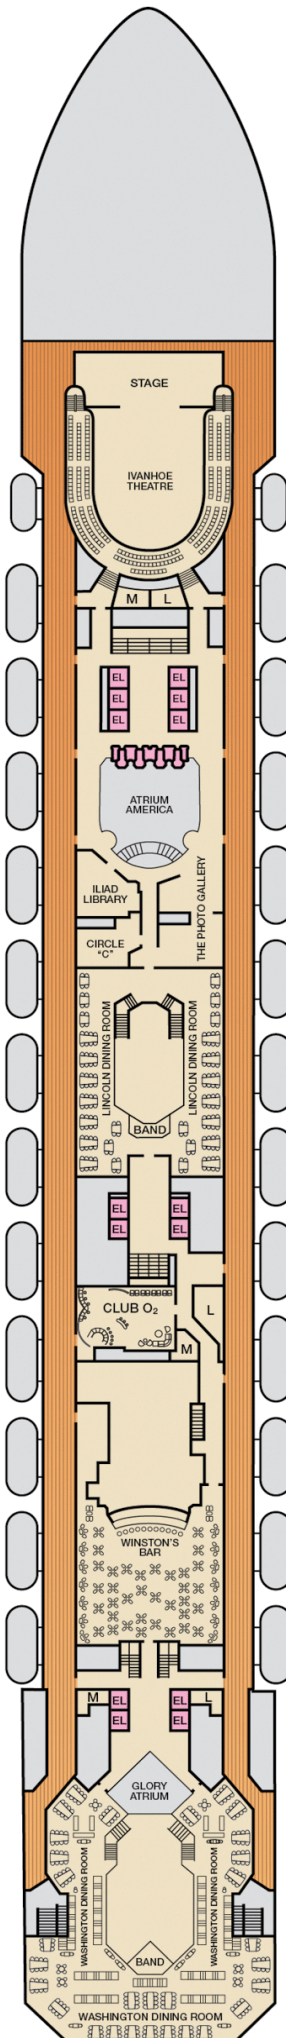 STAGE
IVANHOE
THEATRE
M
L
EL
EL
EL
EL
EL
EL
ATRIUM
AMERICA
ILIAD
LIBRARY
THE PHOTO GALLERY
CIRCLE
"C"
LINCOLN DINING ROOM
LINCOLN DINING ROOM
BAND
EL
EL
EL
EL
CLUB O₂
L
M
WINSTON'S
BAR
M
EL
EL
L
EL
EL
GLORY
ATRIUM
WASHINGTON DINING ROOM
WASHINGTON DINING ROOM
BAND
WASHINGTON DINING ROOM